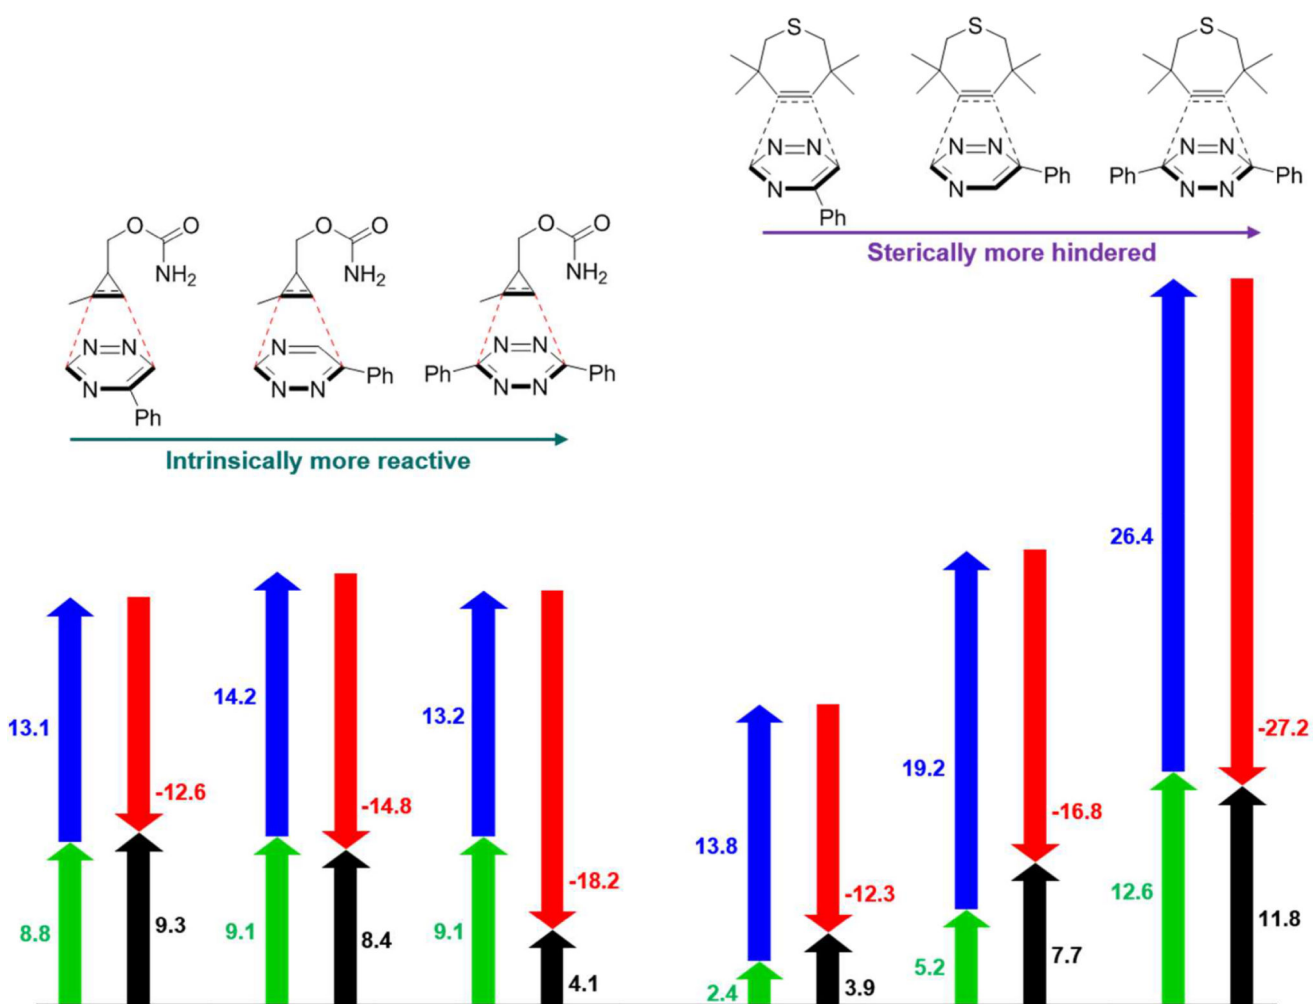 S S S
N=N N=N N=N
N N N N
Ph Ph Ph
Ph
Sterically more hindered
O O O O O O
NH2 NH2 NH2
N=N N N=N
N N N N N
Ph Ph Ph
Ph
Intrinsically more reactive
13.1
8.8
-12.6
9.3
14.2
9.1
-14.8
8.4
13.2
9.1
-18.2
4.1
13.8
2.4
-12.3
3.9
19.2
5.2
-16.8
7.7
26.4
12.6
-27.2
11.8